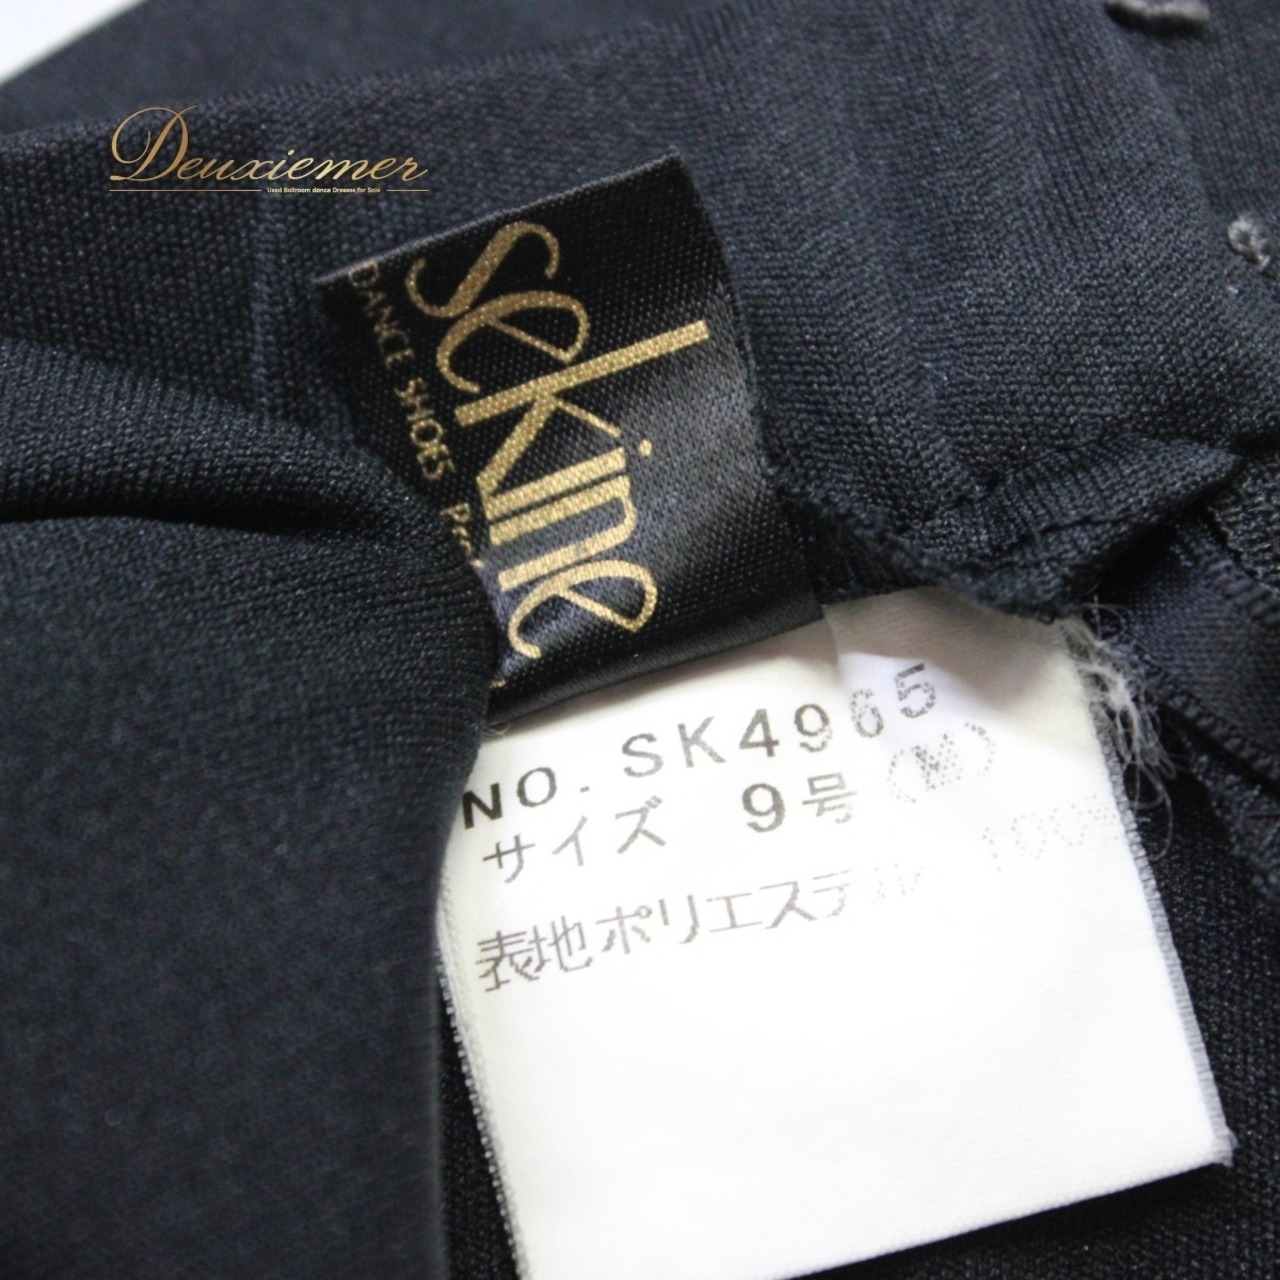 Deuxiemer
Used Ballroom dance Dresses for Sale
sekine
DANCE SHOES
NO. SK4965
サイズ 9号(M)
表地ポリエステル 100%